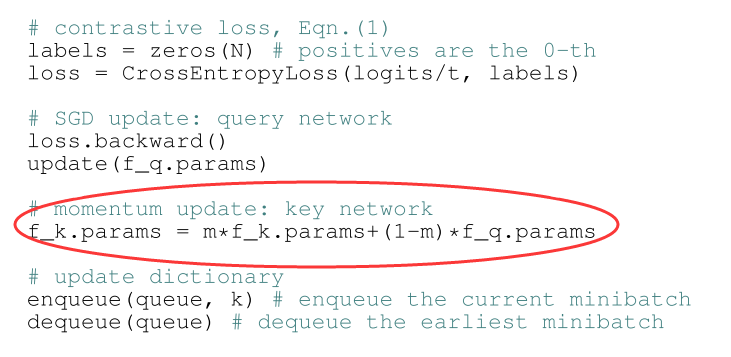 # contrastive loss, Eqn.(1)
labels = zeros(N) # positives are the 0-th
loss = CrossEntropyLoss(logits/t, labels)
# SGD update: query network
loss.backward()
update(f_q.params)
# momentum update: key network
f_k.params = m*f_k.params+(1-m)*f_q.params
# update dictionary
enqueue(queue, k) # enqueue the current minibatch
dequeue(queue) # dequeue the earliest minibatch